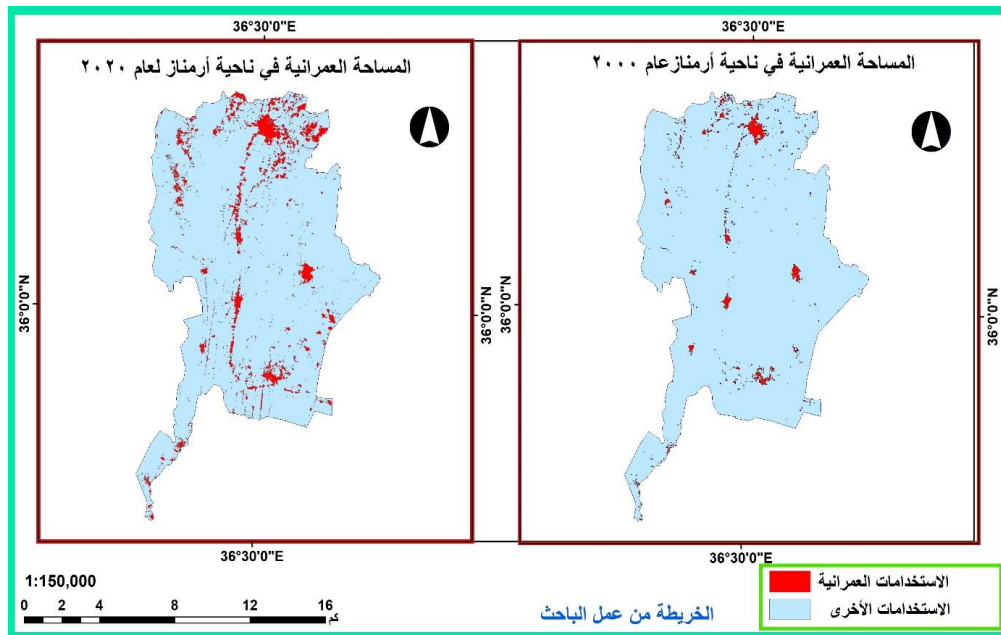 36°30'0"E
36°30'0"E
المساحة العمرانية في ناحية أرمنازعام ٢٠٠٠
المساحة العمرانية في ناحية أرمناز لعام ٢٠٢٠
36°0'0"N
36°0'0"N
36°0'0"N
36°30'0"E
36°30'0"E
1:150,000
0 2 4 8 12 16
كم
الخريطة من عمل الباحث
الاستخدامات العمرانية
الاستخدامات الأخرى